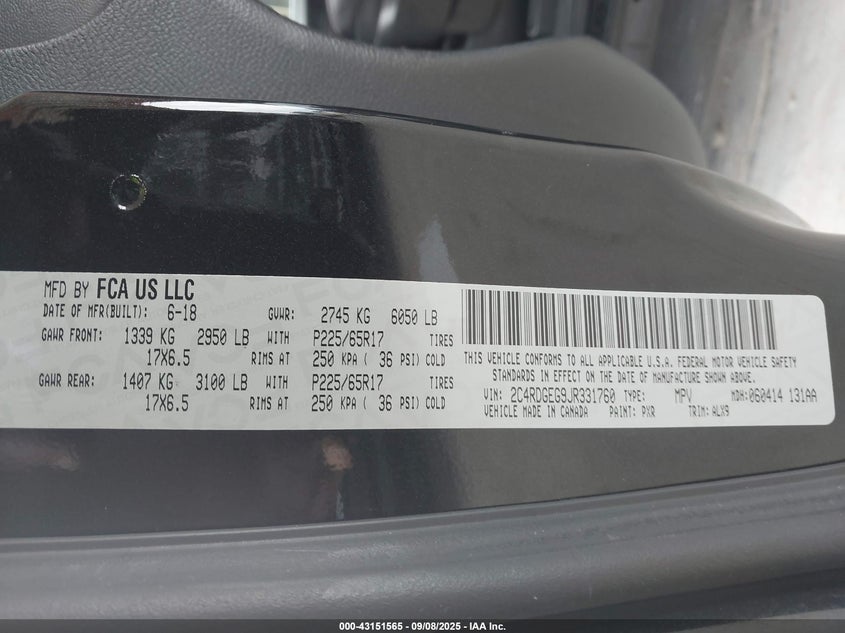 MFD BY FCA US LLC
DATE OF MFR(BUILT): 6-18 GVWR: 2745 KG 6050 LB
GAWR FRONT: 1339 KG 2950 LB WITH P225/65R17 TIRES
17X6.5 RIMS AT 250 KPA ( 36 PSI) COLD
GAWR REAR: 1407 KG 3100 LB WITH P225/65R17 TIRES
17X6.5 RIMS AT 250 KPA ( 36 PSI) COLD
THIS VEHICLE CONFORMS TO ALL APPLICABLE U.S.A. FEDERAL MOTOR VEHICLE SAFETY
STANDARDS IN EFFECT ON THE DATE OF MANUFACTURE SHOWN ABOVE.
VIN: 2C4RDGEG9JR331760 TYPE: MPV MDH: 060414 131AA
VEHICLE MADE IN CANADA PAINT: PXR TRIM: ALX9
000-43151565 - 09/08/2025 - IAA Inc.